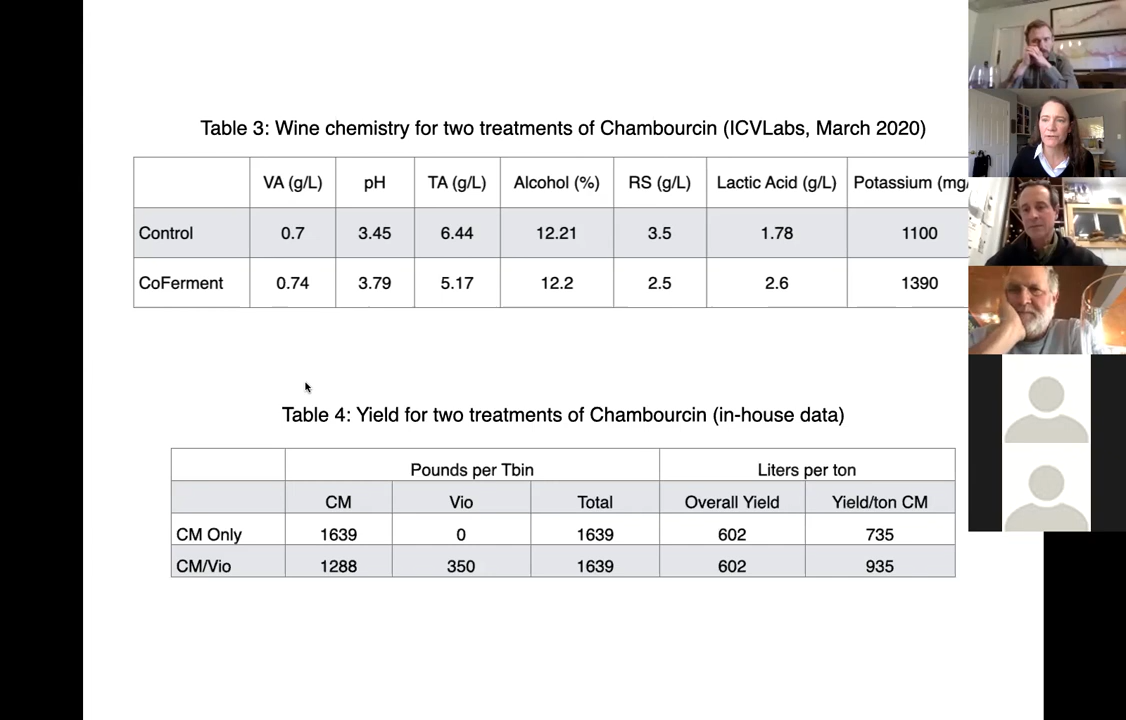 Table 3: Wine chemistry for two treatments of Chambourcin (ICVLabs, March 2020)
VA (g/L) pH TA (g/L) Alcohol (%) RS (g/L) Lactic Acid (g/L) Potassium (mg/
Control 0.7 3.45 6.44 12.21 3.5 1.78 1100
CoFerment 0.74 3.79 5.17 12.2 2.5 2.6 1390
Table 4: Yield for two treatments of Chambourcin (in-house data)
Pounds per Tbin Liters per ton
CM Vio Total Overall Yield Yield/ton CM
CM Only 1639 0 1639 602 735
CM/Vio 1288 350 1639 602 935